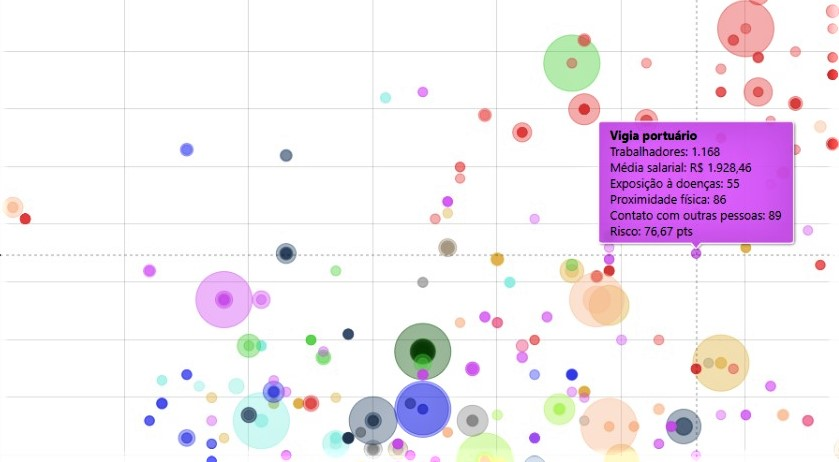 Vigia portuário
Trabalhadores: 1.168
Média salarial: R$ 1.928,46
Exposição à doenças: 55
Proximidade física: 86
Contato com outras pessoas: 89
Risco: 76,67 pts